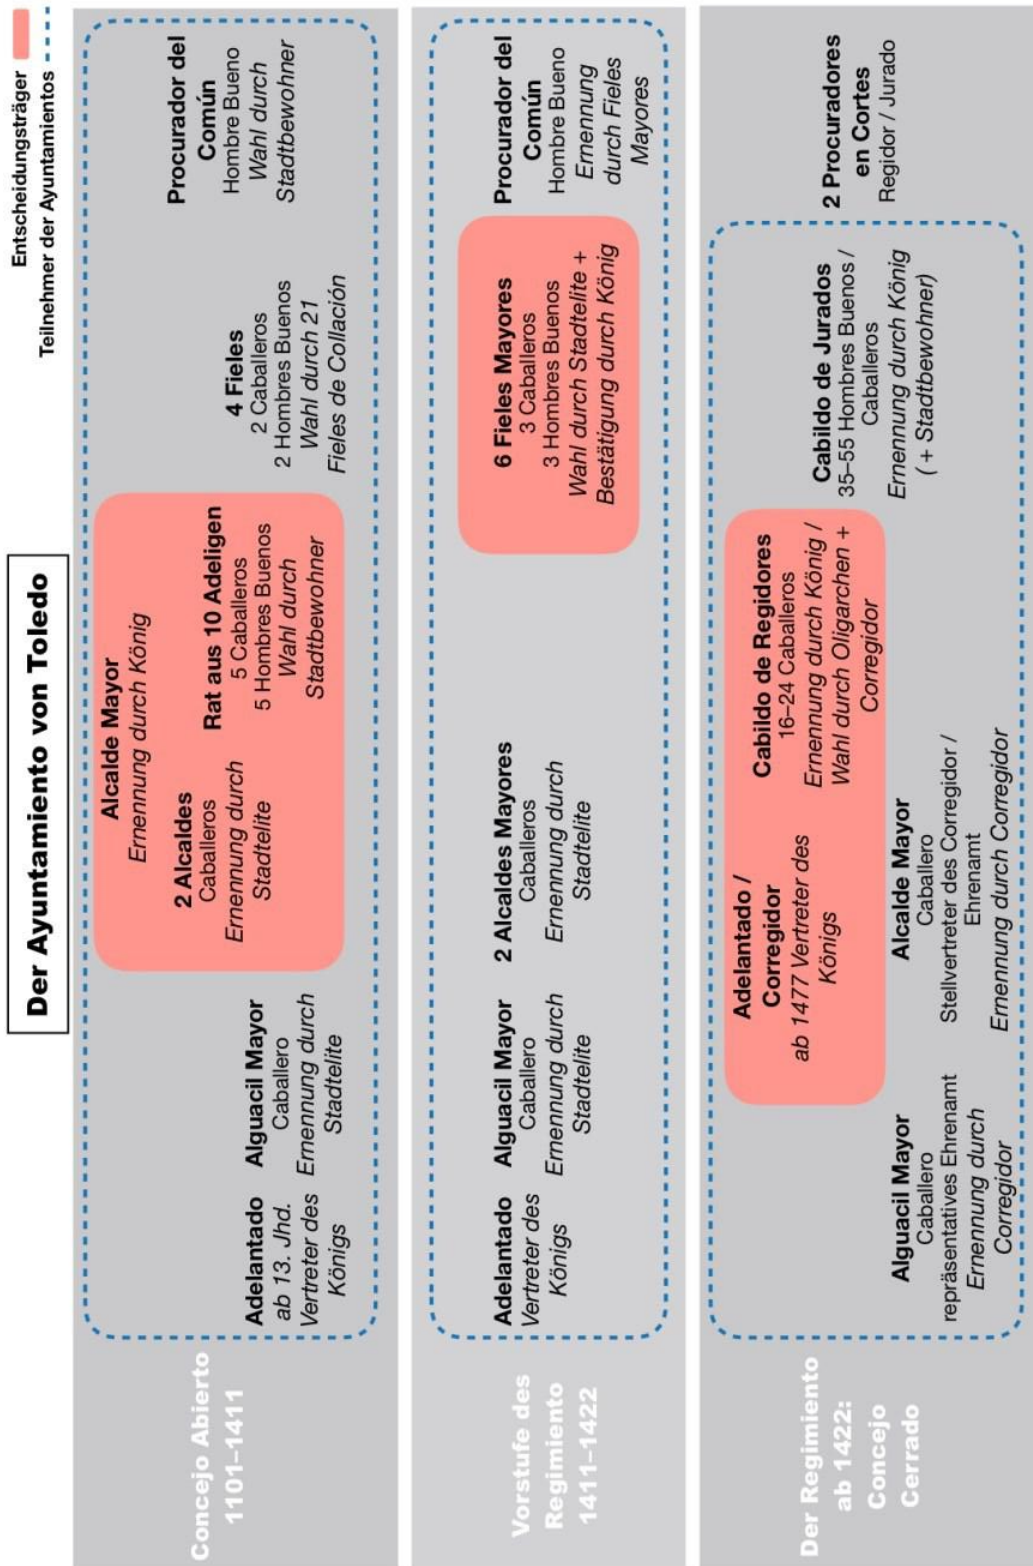 Der Ayuntamiento von Toledo
Entscheidungsträger
Teilnehmer der Ayuntamientos
Concejo Abierto
1101–1411
Adelantado
ab 13. Jhd.
Vertreter des
Königs
Alguacil Mayor
Caballero
Ernennung durch
Stadtelite
Alcalde Mayor
Ernennung durch König
2 Alcaldes
Caballeros
Ernennung durch
Stadtelite
Rat aus 10 Adeligen
5 Caballeros
5 Hombres Buenos
Wahl durch
Stadtbewohner
4 Fieles
2 Caballeros
2 Hombres Buenos
Wahl durch 21
Fieles de Collación
Procurador del
Común
Hombre Bueno
Wahl durch
Stadtbewohner
Vorstufe des
Regimiento
1411–1422
Adelantado
Vertreter des
Königs
Alguacil Mayor
Caballero
Ernennung durch
Stadtelite
2 Alcaldes Mayores
Caballeros
Ernennung durch
Stadtelite
6 Fieles Mayores
3 Caballeros
3 Hombres Buenos
Wahl durch Stadtelite +
Bestätigung durch König
Procurador del
Común
Hombre Bueno
Ernennung
durch Fieles
Mayores
Der Regimiento
ab 1422:
Concejo
Cerrado
Alguacil Mayor
Caballero
repräsentatives Ehrenamt
Ernennung durch
Corregidor
Adelantado /
Corregidor
ab 1477 Vertreter des
Königs
Alcalde Mayor
Caballero
Stellvertreter des Corregidor /
Ehrenamt
Ernennung durch Corregidor
Cabildo de Regidores
16–24 Caballeros
Ernennung durch König /
Wahl durch Oligarchen +
Corregidor
Cabildo de Jurados
35–55 Hombres Buenos /
Caballeros
Ernennung durch König
( + Stadtbewohner)
2 Procuradores
en Cortes
Regidor / Jurado